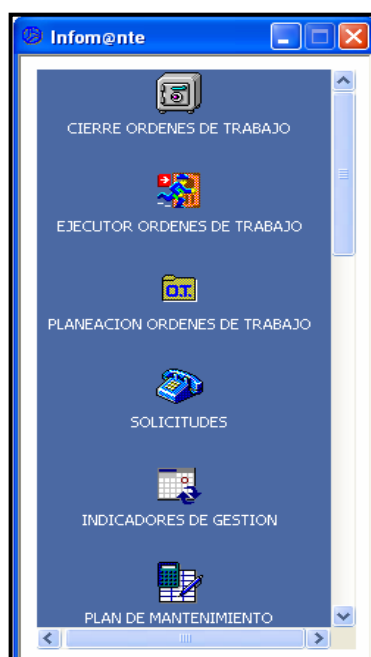 Infom@nte
CIERRE ORDENES DE TRABAJO
EJECUTOR ORDENES DE TRABAJO
O.T.
PLANEACION ORDENES DE TRABAJO
SOLICITUDES
INDICADORES DE GESTION
PLAN DE MANTENIMIENTO